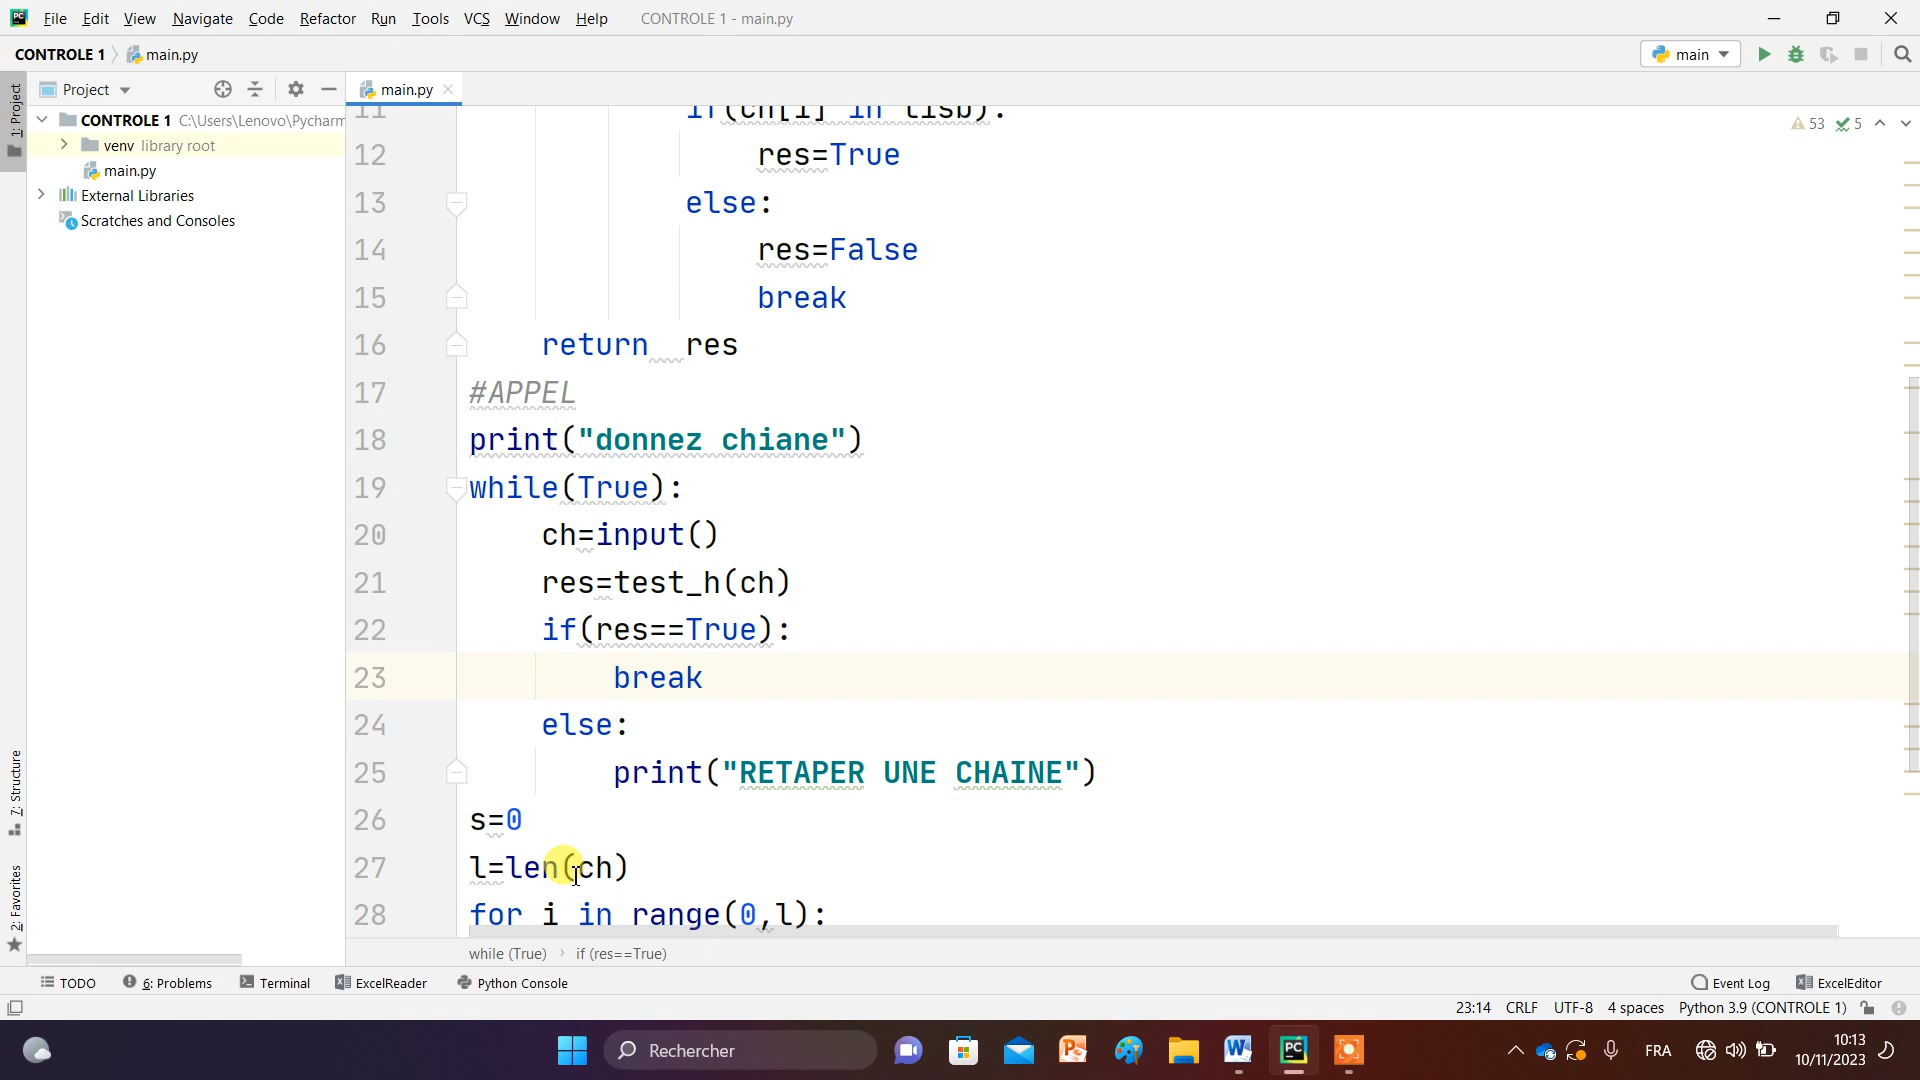 File Edit View Navigate Code Refactor Run Tools VCS Window Help CONTROLE 1 - main.py
CONTROLE 1 main.py
main
Project
main.py
1: Project
CONTROLE 1 C:\Users\Lenovo\Pycharm
venv library root
main.py
External Libraries
Scratches and Consoles
53 5
11 if(ch[i] in lisb):
12 res=True
13 else:
14 res=False
15 break
16 return res
17 #APPEL
18 print("donnez chiane")
19 while(True):
20 ch=input()
21 res=test_h(ch)
22 if(res==True):
23 break
24 else:
25 print("RETAPER UNE CHAINE")
26 s=0
27 l=len(ch)
28 for i in range(0,l):
7: Structure
2: Favorites
while (True) › if (res==True)
TODO 6: Problems Terminal ExcelReader Python Console Event Log ExcelEditor
23:14 CRLF UTF-8 4 spaces Python 3.9 (CONTROLE 1)
Rechercher
FRA
10:13
10/11/2023